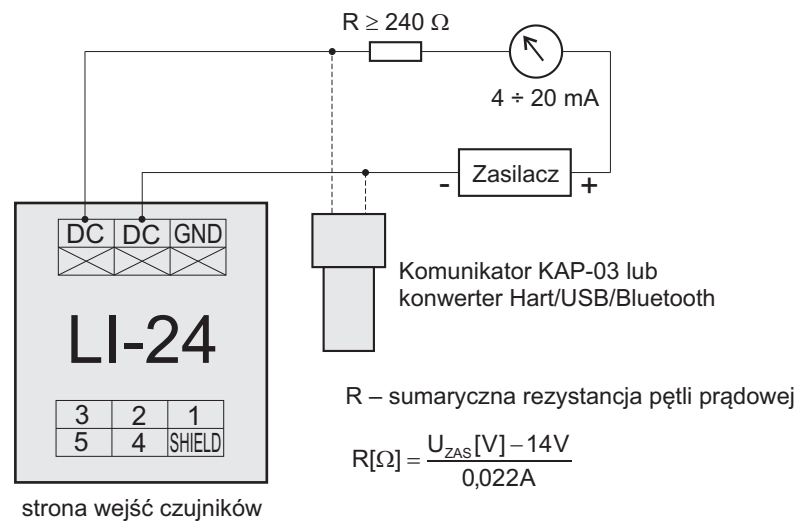 R ≥ 240 Ω
4 ÷ 20 mA
- Zasilacz +
DC DC GND
Komunikator KAP-03 lub
konwerter Hart/USB/Bluetooth
LI-24
R – sumaryczna rezystancja pętli prądowej
3 2 1
5 4 SHIELD
R[Ω] = (U_ZAS[V] – 14V) / 0,022A
strona wejść czujników